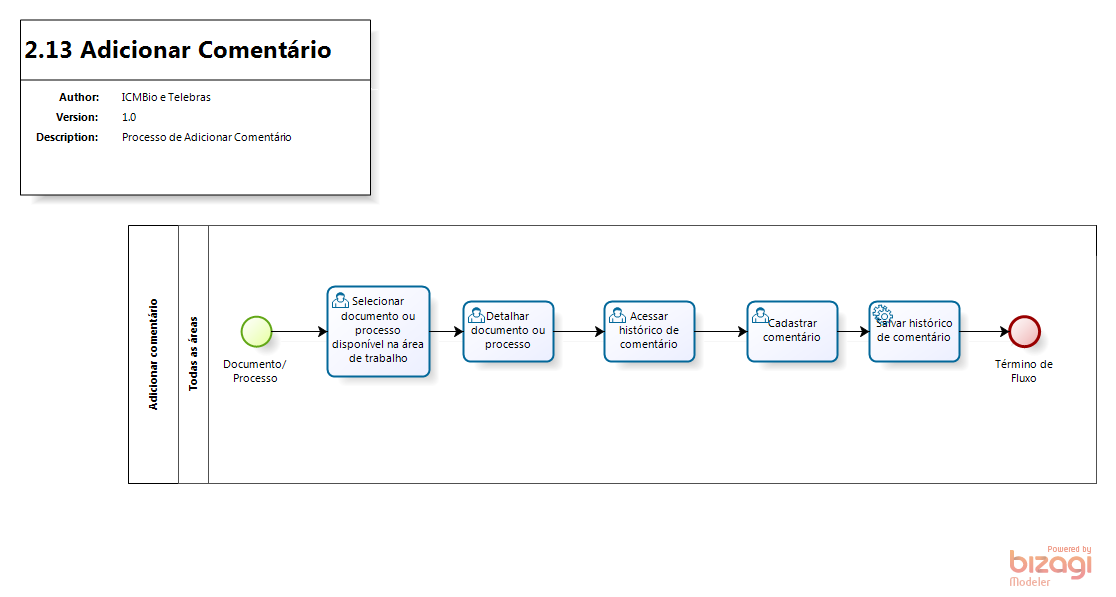 2.13 Adicionar Comentário
Author: ICMBio e Telebras
Version: 1.0
Description: Processo de Adicionar Comentário
Adicionar comentário
Todas as áreas
Documento/
Processo
Selecionar
documento ou
processo
disponível na área
de trabalho
Detalhar
documento ou
processo
Acessar
histórico de
comentário
Cadastrar
comentário
Salvar histórico
de comentário
Término de
Fluxo
Powered by
bizagi
Modeler